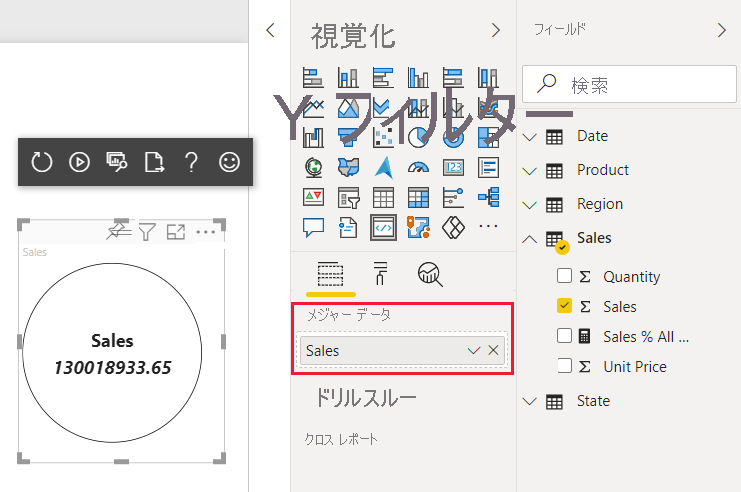 視覚化
フィールド
検索
Y フィルター
Date
Product
Region
Sales
Quantity
Sales
Sales % All ...
Unit Price
State
Sales
Sales
130018933.65
メジャー データ
Sales
ドリルスルー
クロス レポート